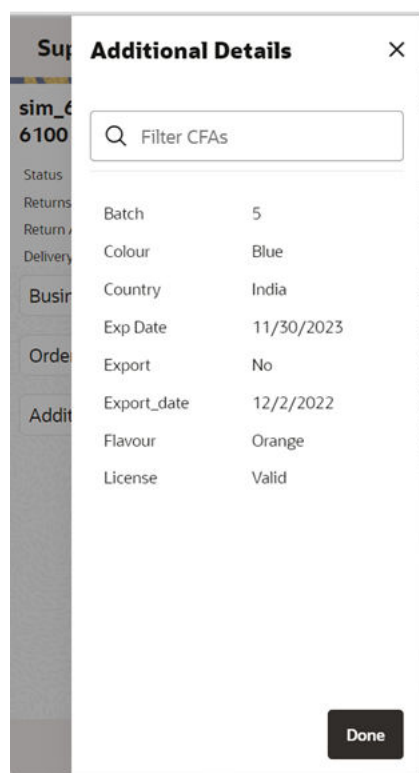 Sup
Additional Details
sim_6
6100
Filter CFAs
Status
Returns
Return A
Delivery
Busin
Order
Addit
Batch 5
Colour Blue
Country India
Exp Date 11/30/2023
Export No
Export_date 12/2/2022
Flavour Orange
License Valid
Done